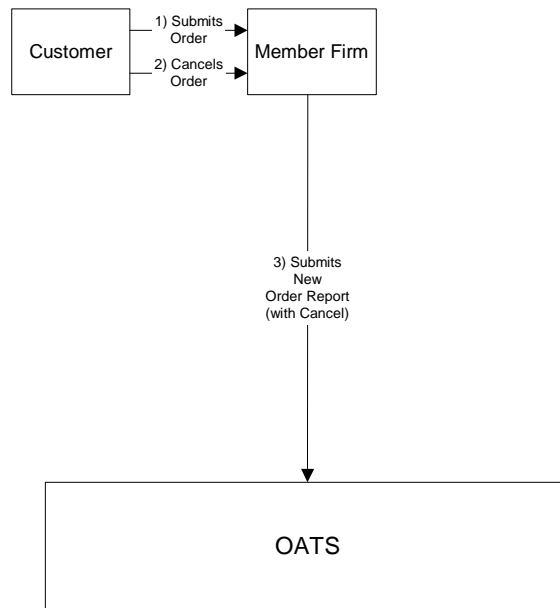 Customer
1) Submits
Order
2) Cancels
Order
Member Firm
3) Submits
New
Order Report
(with Cancel)
OATS